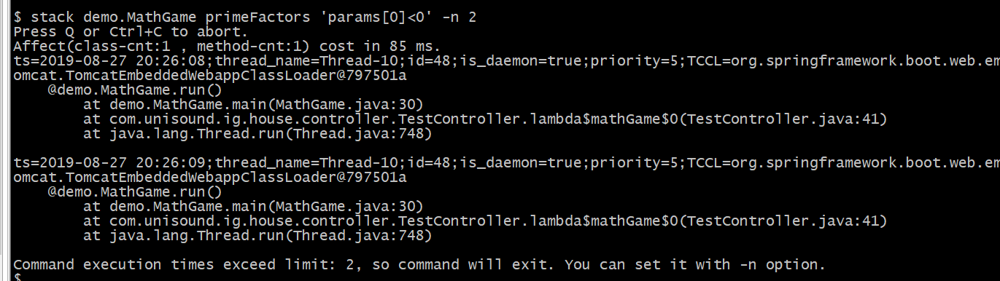 $ stack demo.MathGame primeFactors 'params[0]<0' -n 2
Press Q or Ctrl+C to abort.
Affect(class-cnt:1 , method-cnt:1) cost in 85 ms.
ts=2019-08-27 20:26:08;thread_name=Thread-10;id=48;is_daemon=true;priority=5;TCCL=org.springframework.boot.web.em
omcat.TomcatEmbeddedWebappClassLoader@797501a
    @demo.MathGame.run()
        at demo.MathGame.main(MathGame.java:30)
        at com.unisound.ig.house.controller.TestController.lambda$mathGame$0(TestController.java:41)
        at java.lang.Thread.run(Thread.java:748)

ts=2019-08-27 20:26:09;thread_name=Thread-10;id=48;is_daemon=true;priority=5;TCCL=org.springframework.boot.web.em
omcat.TomcatEmbeddedWebappClassLoader@797501a
    @demo.MathGame.run()
        at demo.MathGame.main(MathGame.java:30)
        at com.unisound.ig.house.controller.TestController.lambda$mathGame$0(TestController.java:41)
        at java.lang.Thread.run(Thread.java:748)

Command execution times exceed limit: 2, so command will exit. You can set it with -n option.
$